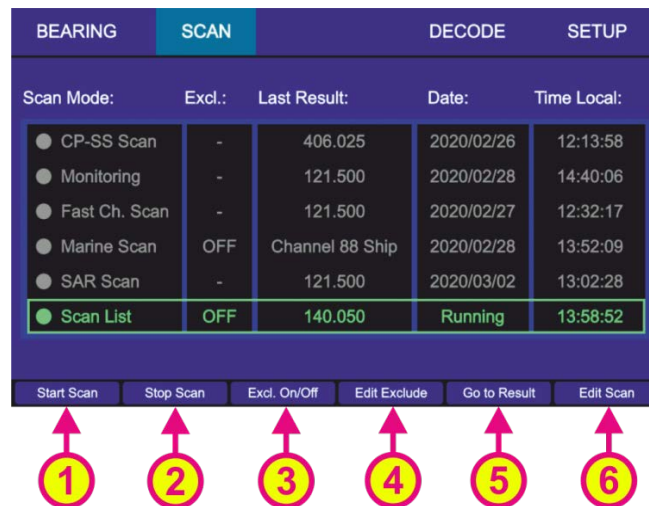 BEARING SCAN DECODE SETUP
Scan Mode: Excl.: Last Result: Date: Time Local:
CP-SS Scan - 406.025 2020/02/26 12:13:58
Monitoring - 121.500 2020/02/28 14:40:06
Fast Ch. Scan - 121.500 2020/02/27 12:32:17
Marine Scan OFF Channel 88 Ship 2020/02/28 13:52:09
SAR Scan - 121.500 2020/03/02 13:02:28
Scan List OFF 140.050 Running 13:58:52
Start Scan Stop Scan Excl. On/Off Edit Exclude Go to Result Edit Scan
1 2 3 4 5 6